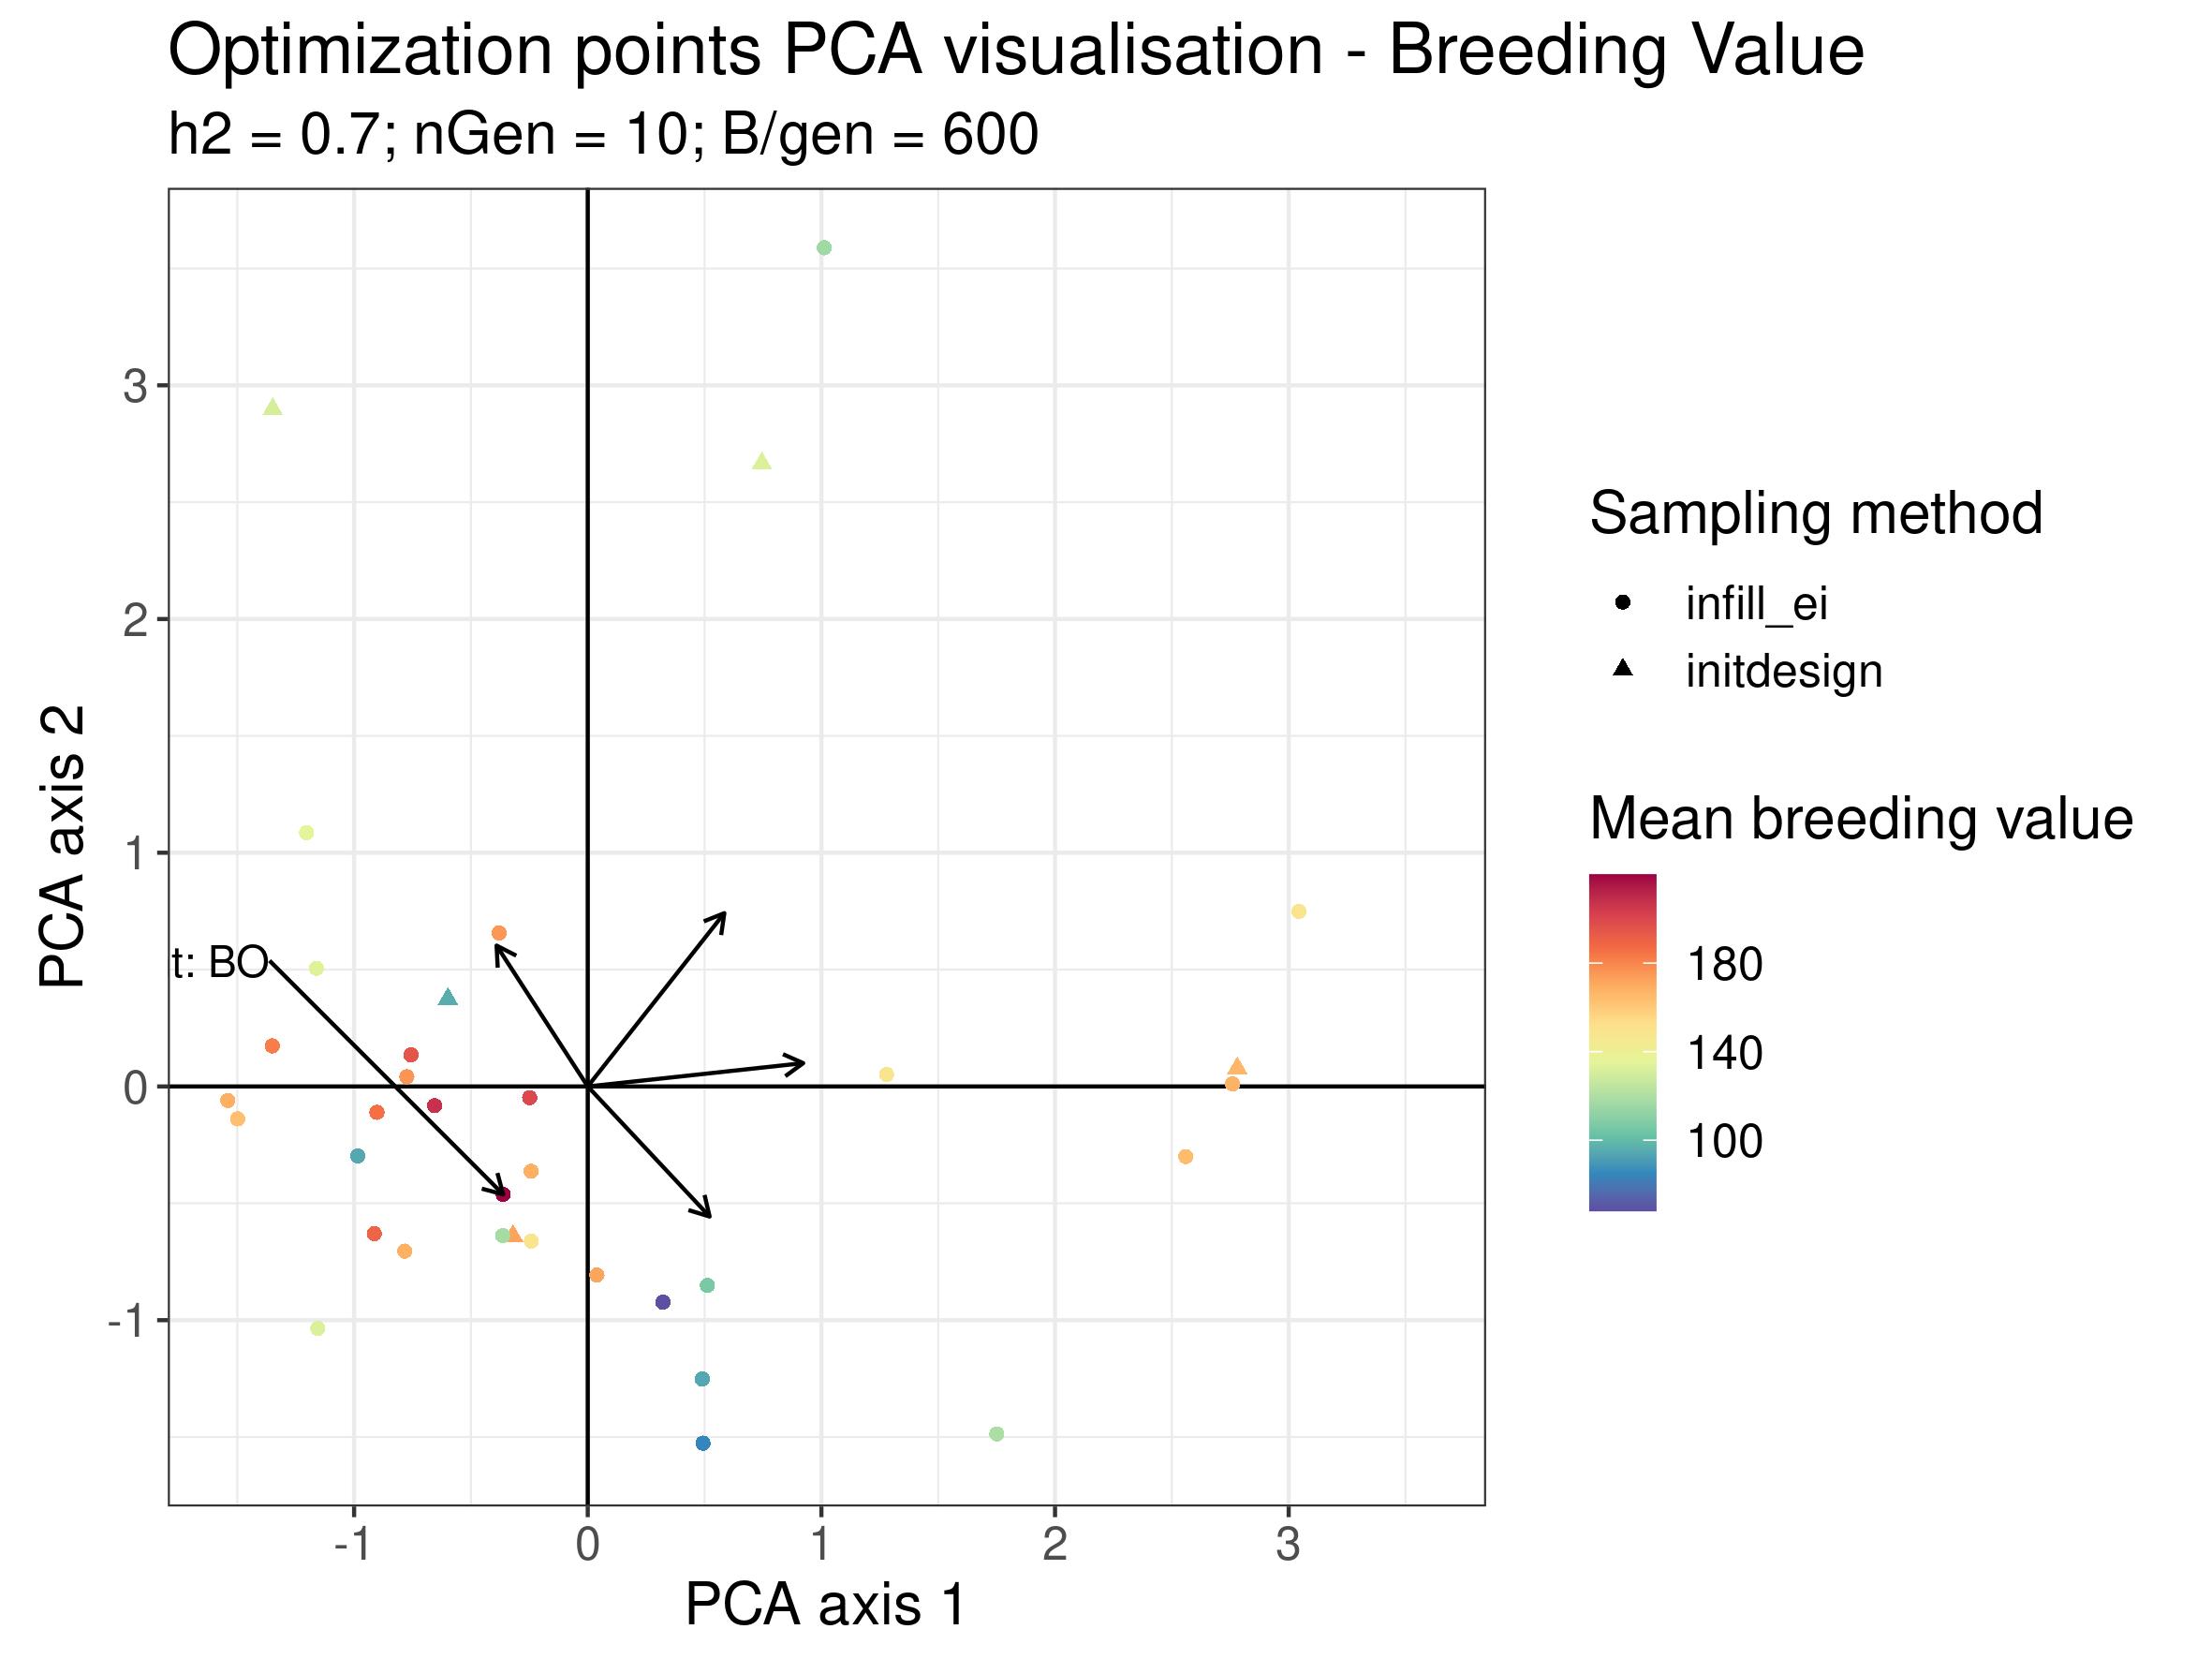 Optimization points PCA visualisation - Breeding Value
h2 = 0.7; nGen = 10; B/gen = 600
PCA axis 2
3
2
1
0
-1
t: BO
-1
0
1
2
3
PCA axis 1
Sampling method
infill_ei
initdesign
Mean breeding value
180
140
100